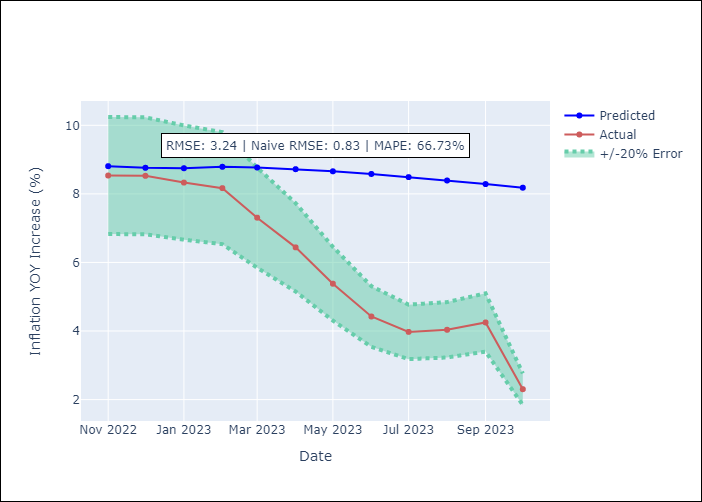 RMSE: 3.24 | Naive RMSE: 0.83 | MAPE: 66.73%
Predicted
Actual
+/-20% Error
Inflation YOY Increase (%)
10
8
6
4
2
Nov 2022 Jan 2023 Mar 2023 May 2023 Jul 2023 Sep 2023
Date